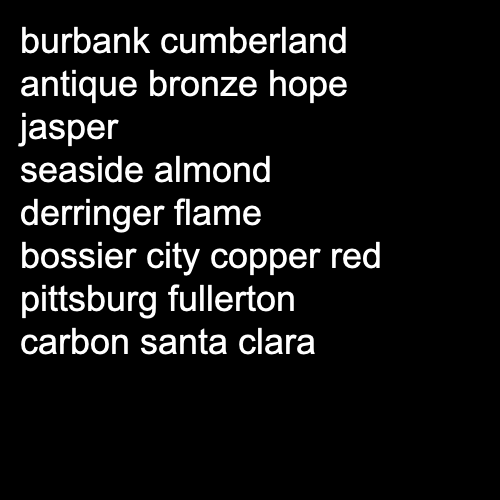 burbank cumberland
antique bronze hope
jasper
seaside almond
derringer flame
bossier city copper red
pittsburg fullerton
carbon santa clara